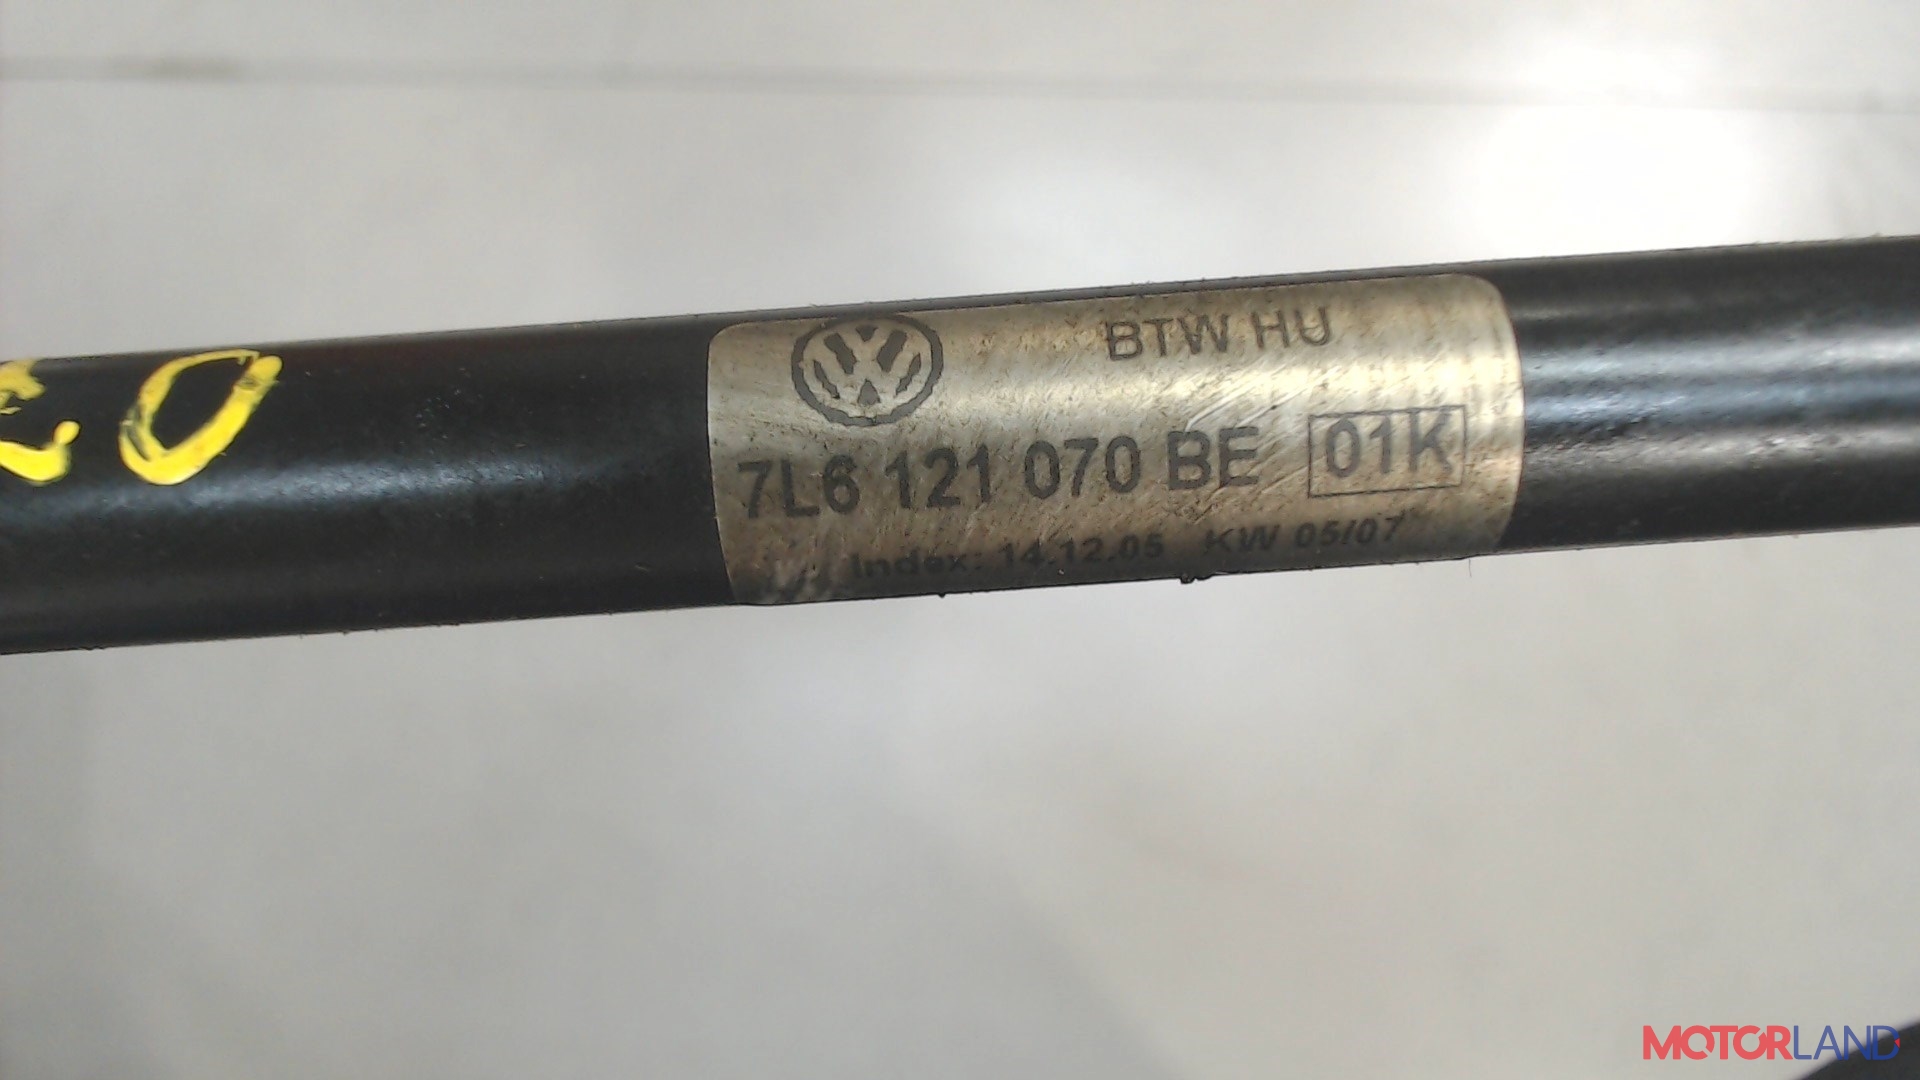 BTW HU
7L6 121 070 BE 01K
Index: 14.12.05 KW 05/07
MOTORLAND